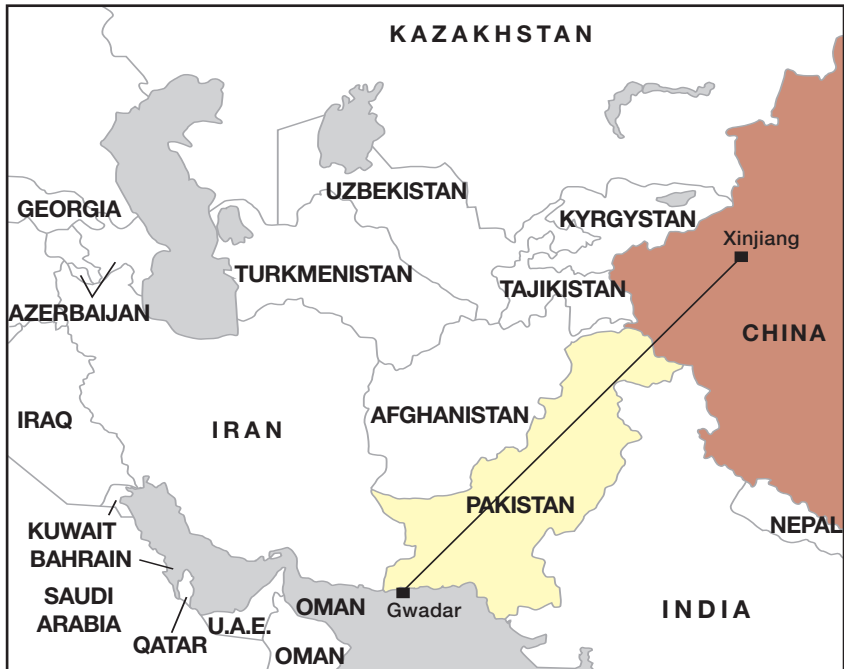 KAZAKHSTAN
UZBEKISTAN
GEORGIA
KYRGYSTAN
Xinjiang
TURKMENISTAN
TAJIKISTAN
AZERBAIJAN
CHINA
AFGHANISTAN
IRAQ
IRAN
PAKISTAN
NEPAL
KUWAIT
BAHRAIN
SAUDI
ARABIA
OMAN
Gwadar
INDIA
U.A.E.
QATAR
OMAN